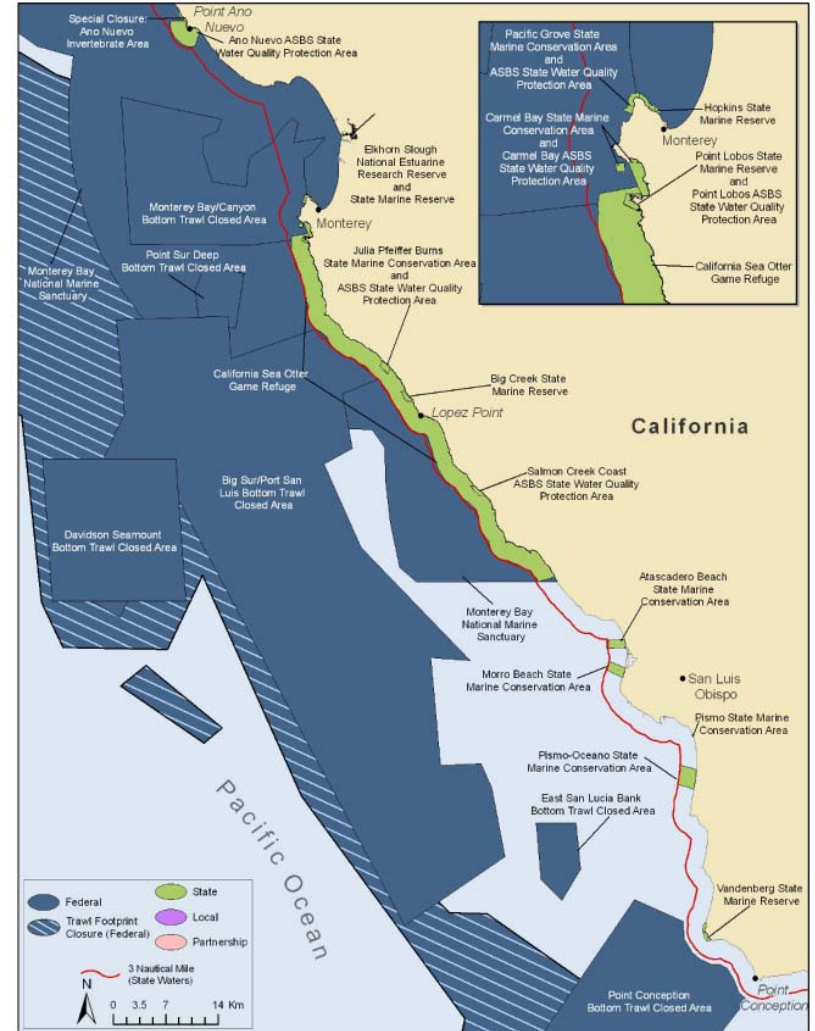 Special Closure:
Ano Nuevo
Invertebrate Area
Point Ano
Nuevo
Ano Nuevo ASBS State
Water Quality Protection Area
Elkhorn Slough
National Estuarine
Research Reserve
and
State Marine Reserve
Monterey Bay/Canyon
Bottom Trawl Closed Area
Monterey
Point Sur Deep
Bottom Trawl Closed Area
Julia Pfeiffer Burns
State Marine Conservation Area
and
ASBS State Water Quality
Protection Area
Monterey Bay
National Marine
Sanctuary
California Sea Otter
Game Refuge
Big Creek State
Marine Reserve
Lopez Point
California
Big Sur/Port San
Luis Bottom Trawl
Closed Area
Salmon Creek Coast
ASBS State Water Quality
Protection Area
Davidson Seamount
Bottom Trawl Closed Area
Atascadero Beach
State Marine
Conservation Area
Monterey Bay
National Marine
Sanctuary
Morro Beach State
Marine Conservation Area
San Luis
Obispo
Pismo State Marine
Conservation Area
Pismo-Oceano State
Marine Conservation Area
East San Lucia Bank
Bottom Trawl Closed Area
Pacific Ocean
Vandenberg State
Marine Reserve
Point Conception
Bottom Trawl Closed Area
Point
Conception
Pacific Grove State
Marine Conservation Area
and
ASBS State Water Quality
Protection Area
Hopkins State
Marine Reserve
Monterey
Carmel Bay State Marine
Conservation Area
and
Carmel Bay ASBS
State Water Quality
Protection Area
Point Lobos State
Marine Reserve
and
Point Lobos ASBS
State Water Quality
Protection Area
California Sea Otter
Game Refuge
Federal
Trawl Footprint
Closure (Federal)
State
Local
Partnership
3 Nautical Mile
(State Waters)
N
0 3.5 7 14 Km